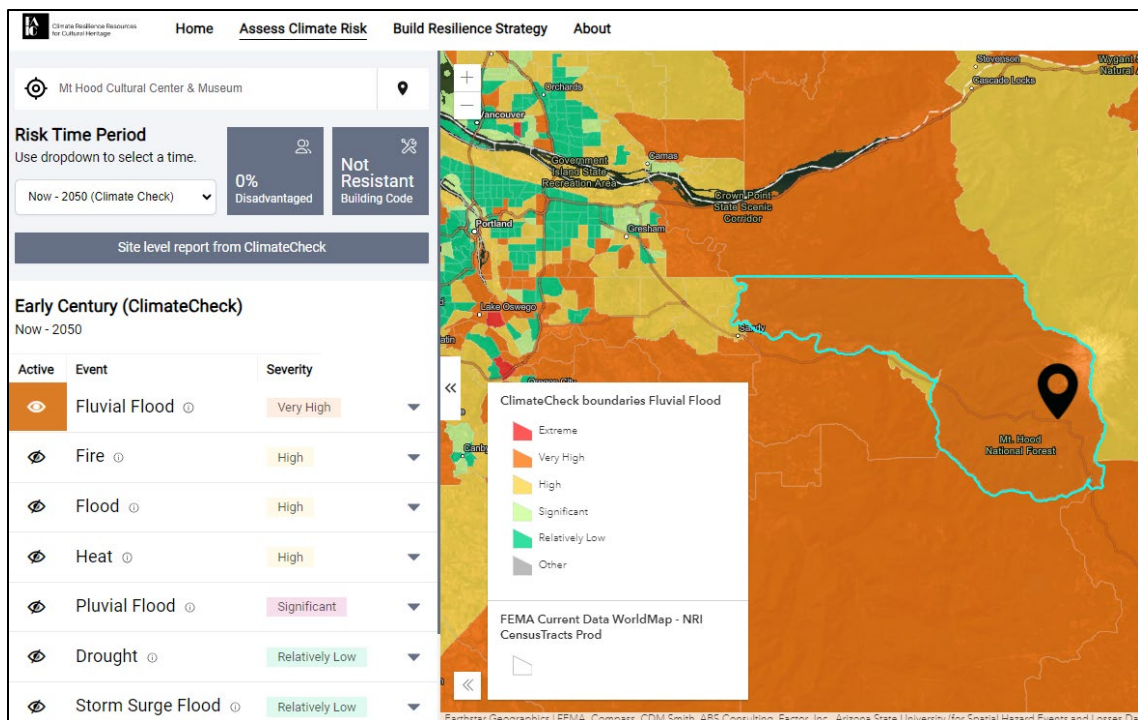 FAIC
Climate Resilience Resources
for Cultural Heritage
Home
Assess Climate Risk
Build Resilience Strategy
About
Mt Hood Cultural Center & Museum
Risk Time Period
Use dropdown to select a time.
Now - 2050 (Climate Check)
0%
Disadvantaged
Not
Resistant
Building Code
Site level report from ClimateCheck
Early Century (ClimateCheck)
Now - 2050
Active Event Severity
Fluvial Flood Very High
Fire High
Flood High
Heat High
Pluvial Flood Significant
Drought Relatively Low
Storm Surge Flood Relatively Low
+
−
Orchards
Vancouver
Camas
Government
Island State
Recreation Area
Crown Point
State Scenic
Corridor
Stevenson
Cascade Locks
Wygant
Natural
Portland
Gresham
Lake Oswego
Sandy
Oregon City
Canby
Mt. Hood
National Forest
ClimateCheck boundaries Fluvial Flood
Extreme
Very High
High
Significant
Relatively Low
Other
FEMA Current Data WorldMap - NRI
CensusTracts Prod
Earthstar Geographics | FEMA, Compass, CDM Smith, ABS Consulting, Factor, Inc., Arizona State University (for Spatial Hazard Events and Losses